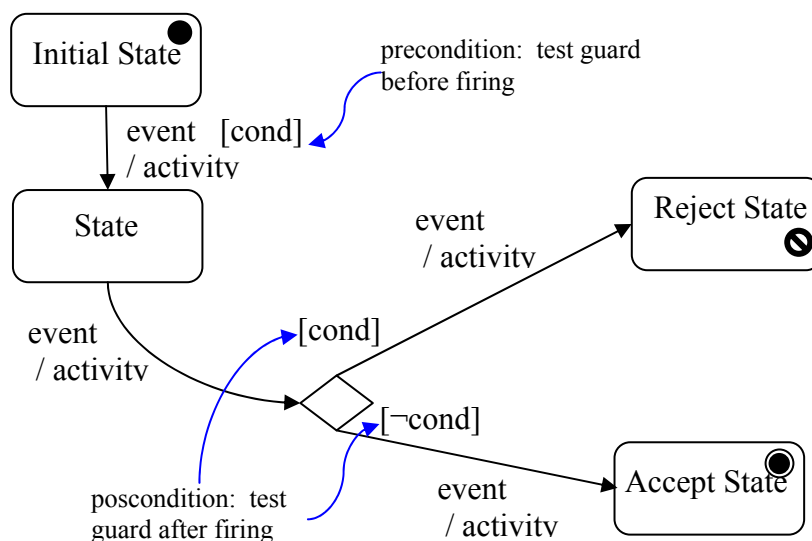 Initial State
precondition: test guard
before firing
event [cond]
/ activity
State
Reject State
event
/ activity
[cond]
event
/ activity
[¬cond]
Accept State
event
/ activity
poscondition: test
guard after firing